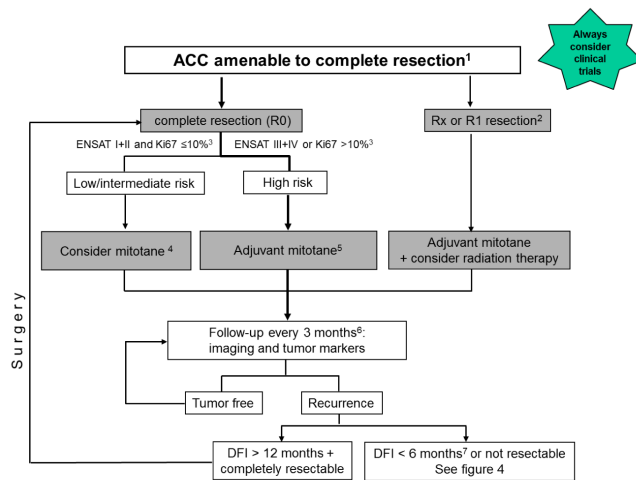 Always
consider
clinical
trials
ACC amenable to complete resection¹
complete resection (R0)
Rx or R1 resection²
ENSAT I+II and Ki67 ≤10%³
ENSAT III+IV or Ki67 >10%³
Low/intermediate risk
High risk
Consider mitotane ⁴
Adjuvant mitotane⁵
Adjuvant mitotane
+ consider radiation therapy
Surgery
Follow-up every 3 months⁶:
imaging and tumor markers
Tumor free
Recurrence
DFI > 12 months +
completely resectable
DFI < 6 months⁷ or not resectable
See figure 4